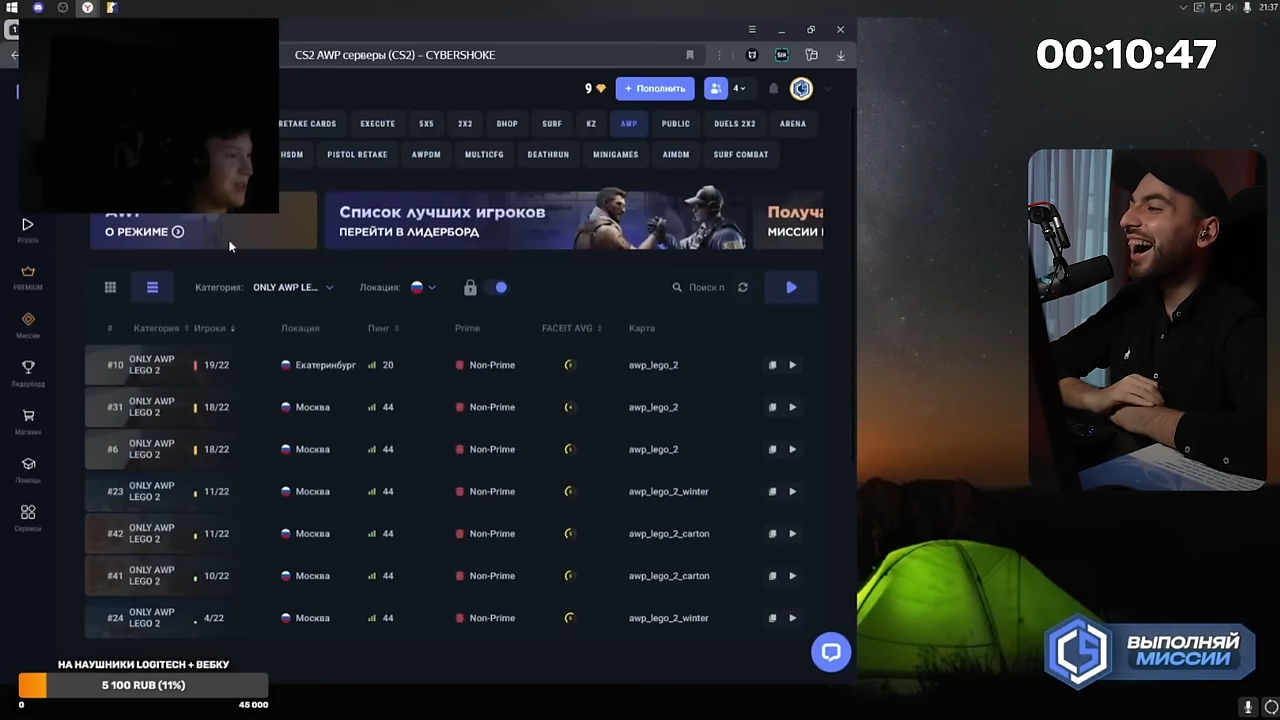 21:37
1
CS2 AWP серверы (CS2) – CYBERSHOKE
00:10:47
9
+ Пополнить
4
RETAKE CARDS
EXECUTE
5X5
2X2
BHOP
SURF
KZ
AWP
PUBLIC
DUELS 2X2
ARENA
HSDM
PISTOL RETAKE
AWPDM
MULTICFG
DEATHRUN
MINIGAMES
AIMDM
SURF COMBAT
AWP
О РЕЖИМЕ
Список лучших игроков
ПЕРЕЙТИ В ЛИДЕРБОРД
Получа
МИССИИ
Играть
PREMIUM
Миссии
Лидерборд
Магазин
Помощь
Сервисы
Категория: ONLY AWP LE...
Локация:
Поиск п
# Категория Игроки Локация Пинг Prime FACEIT AVG Карта
#10 ONLY AWP LEGO 2 19/22 Екатеринбург 20 Non-Prime awp_lego_2
#31 ONLY AWP LEGO 2 18/22 Москва 44 Non-Prime awp_lego_2
#6 ONLY AWP LEGO 2 18/22 Москва 44 Non-Prime awp_lego_2
#23 ONLY AWP LEGO 2 11/22 Москва 44 Non-Prime awp_lego_2_winter
#42 ONLY AWP LEGO 2 11/22 Москва 44 Non-Prime awp_lego_2_carton
#41 ONLY AWP LEGO 2 10/22 Москва 44 Non-Prime awp_lego_2_carton
#24 ONLY AWP LEGO 2 4/22 Москва 44 Non-Prime awp_lego_2_winter
НА НАУШНИКИ LOGITECH + ВЕБКУ
5 100 RUB (11%)
0
45 000
ВЫПОЛНЯЙ
МИССИИ